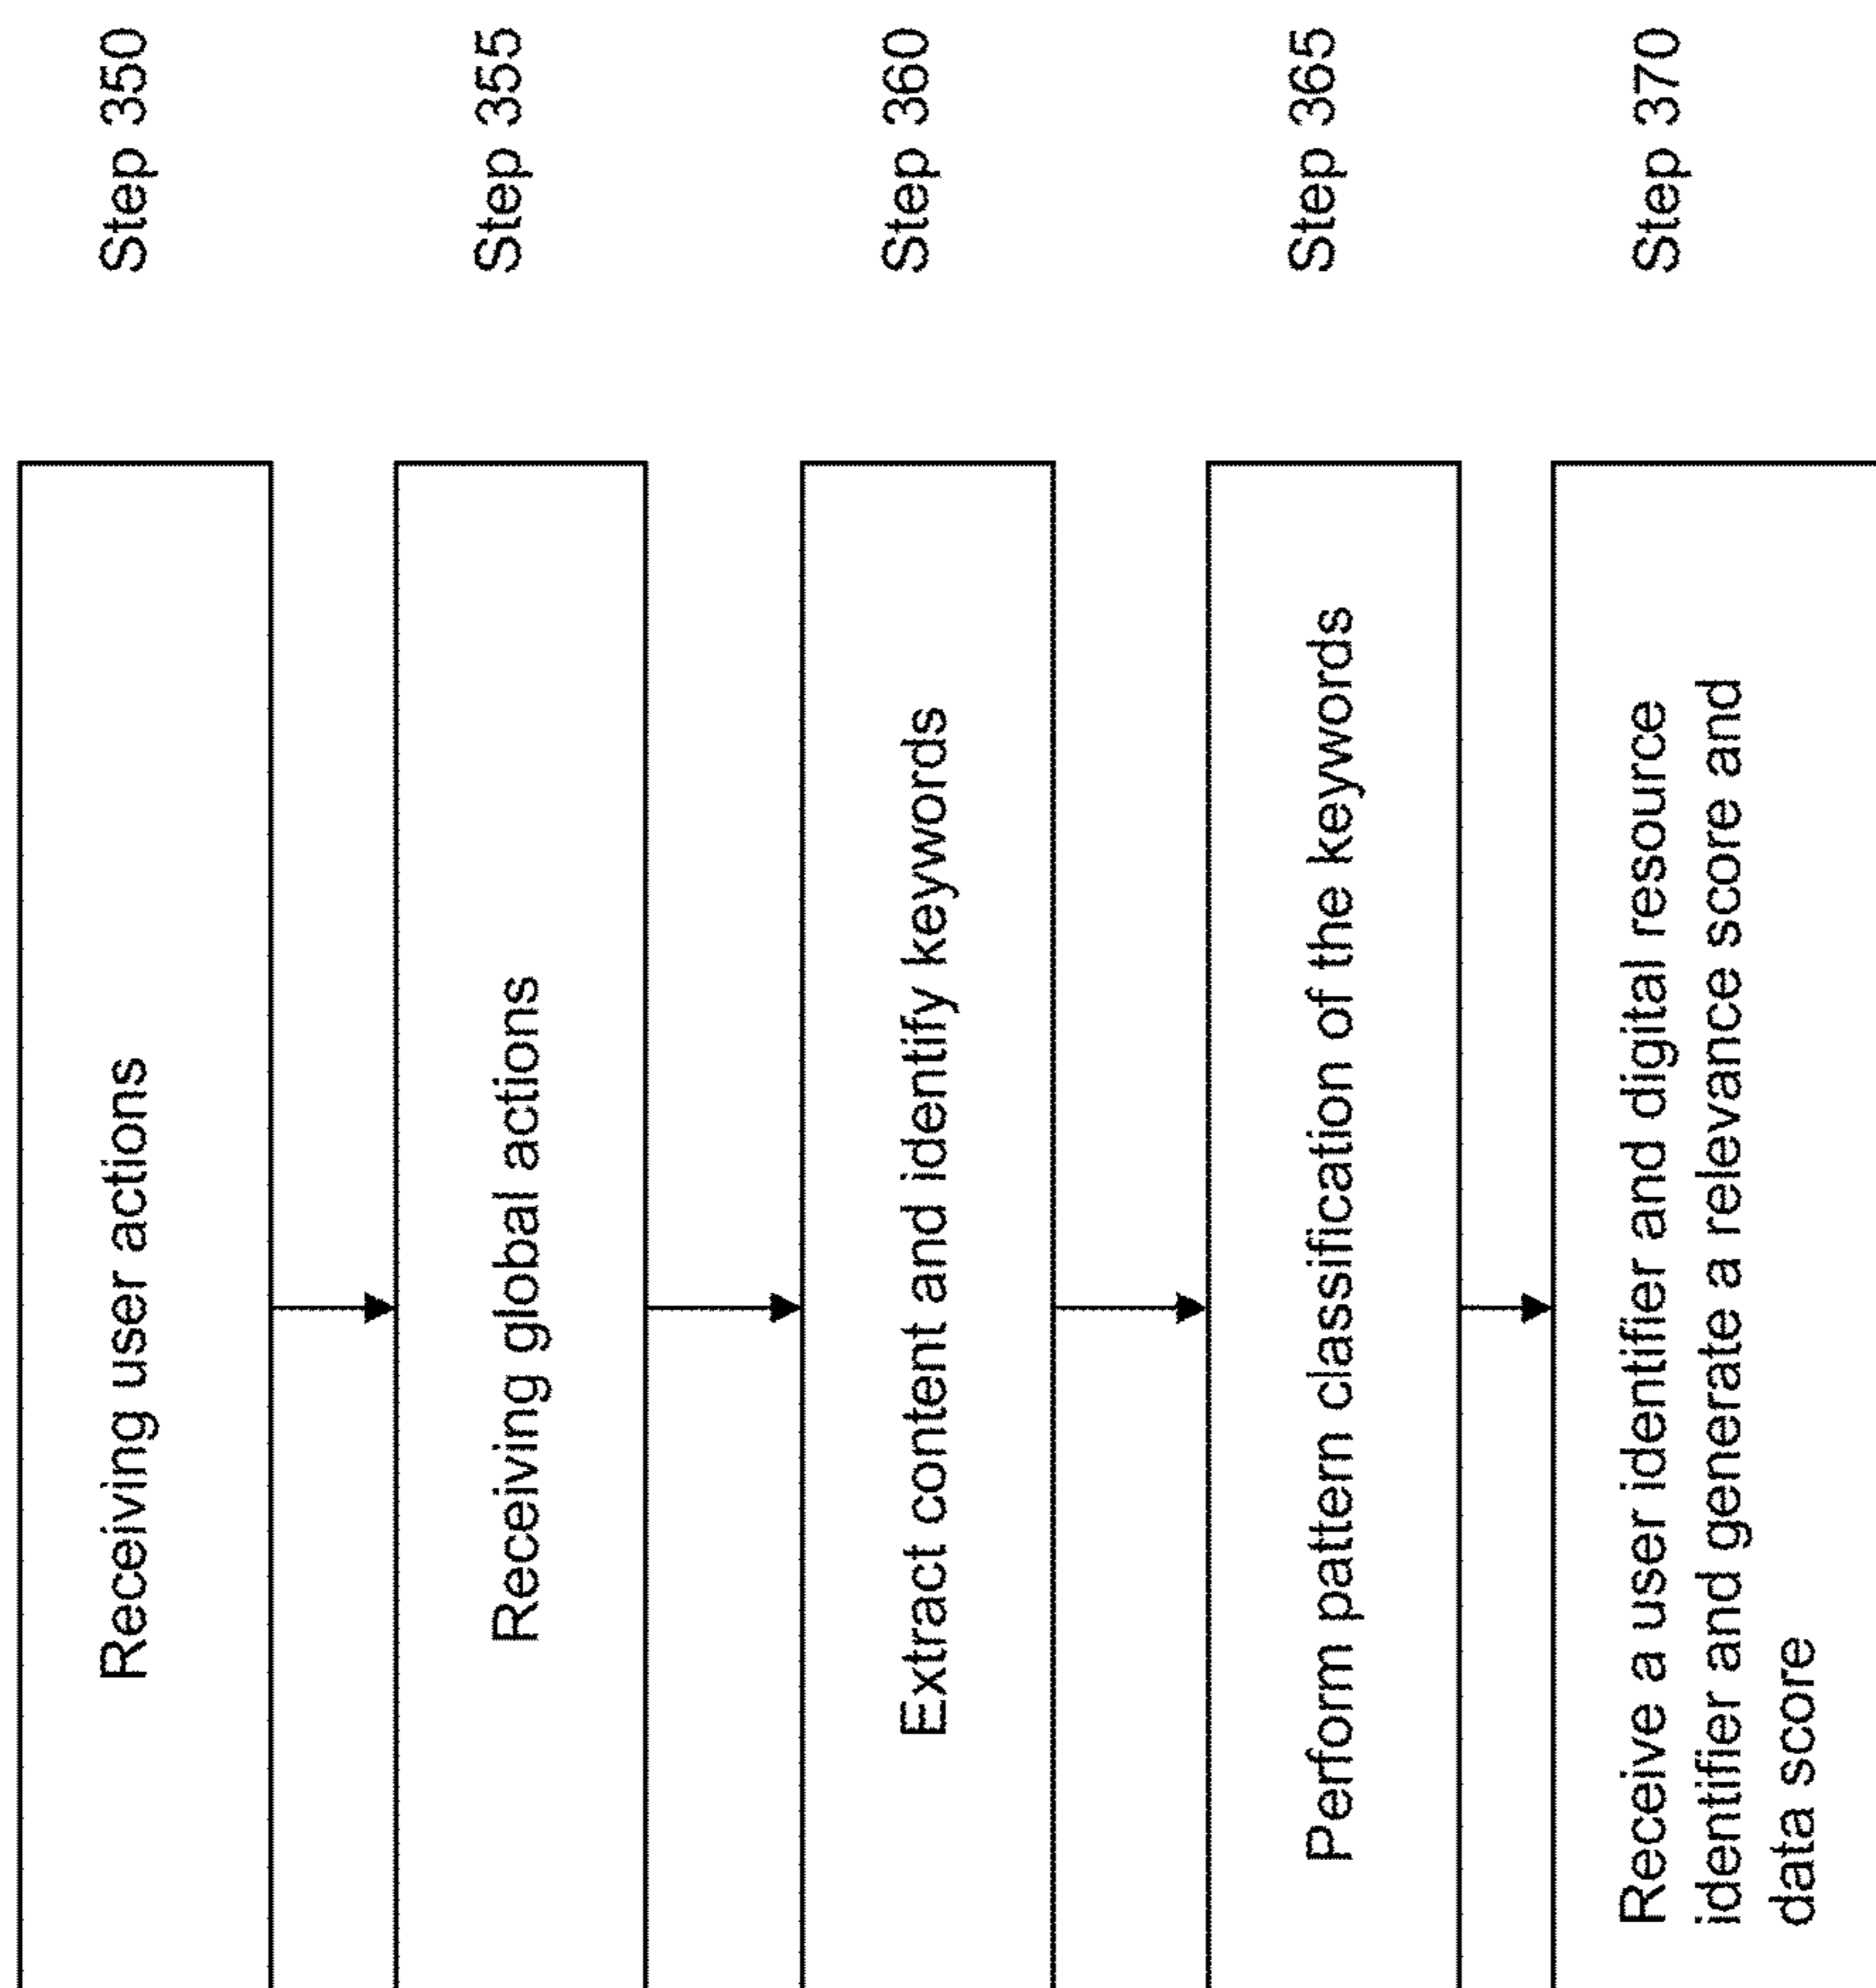 Receiving user actions
Step 350
Receiving global actions
Step 355
Extract content and identify keywords
Step 360
Perform pattern classification of the keywords
Step 365
Receive a user identifier and digital resource
identifier and generate a relevance score and
data score
Step 370